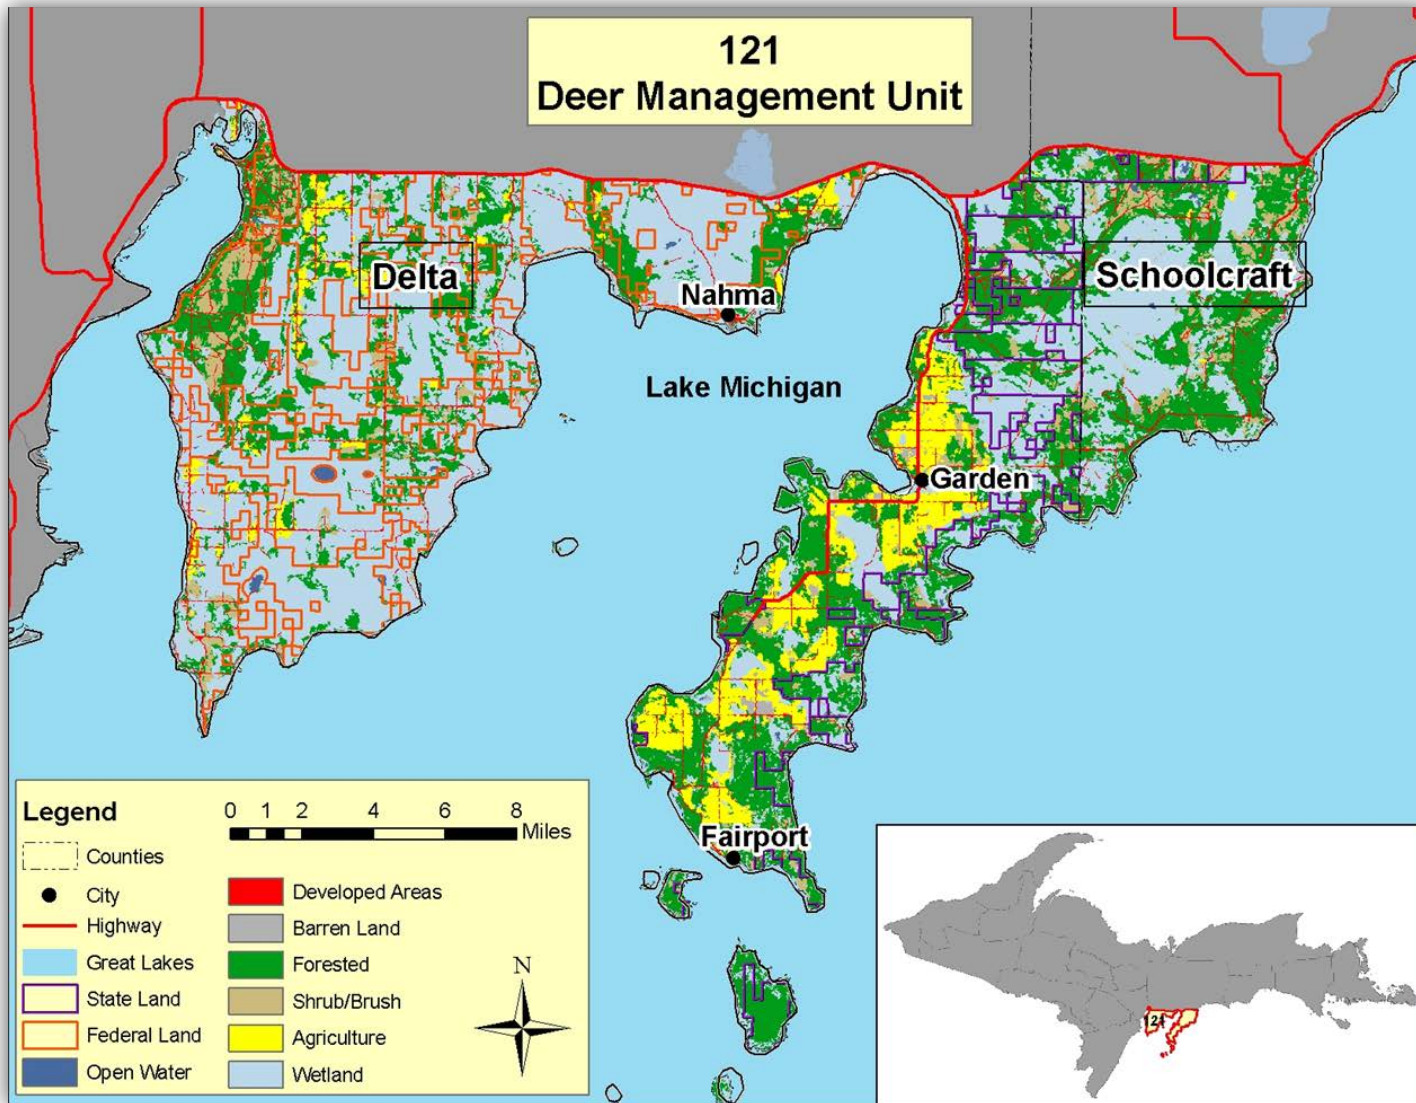 121
Deer Management Unit
Delta
Schoolcraft
Nahma
Lake Michigan
Garden
Fairport
Legend
0 1 2 4 6 8
Miles
Counties
City
Highway
Great Lakes
State Land
Federal Land
Open Water
Developed Areas
Barren Land
Forested
Shrub/Brush
Agriculture
Wetland
N
121